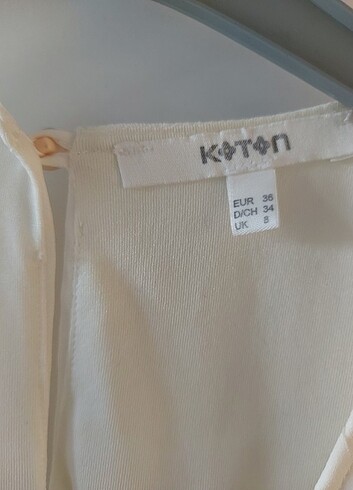 KOTON
EUR 36
D/CH 34
UK 8